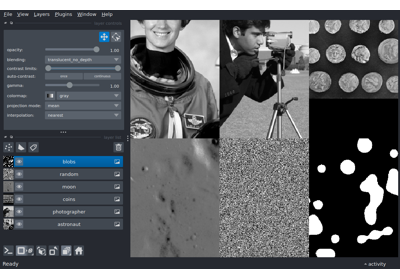 File View Layers Plugins Window Help
opacity: 1.00
blending: translucent_no_depth
contrast limits:
auto-contrast: once continuous
gamma: 1.00
colormap: gray
projection mode: mean
interpolation: nearest
blobs
random
moon
coins
photographer
astronaut
Ready
activity